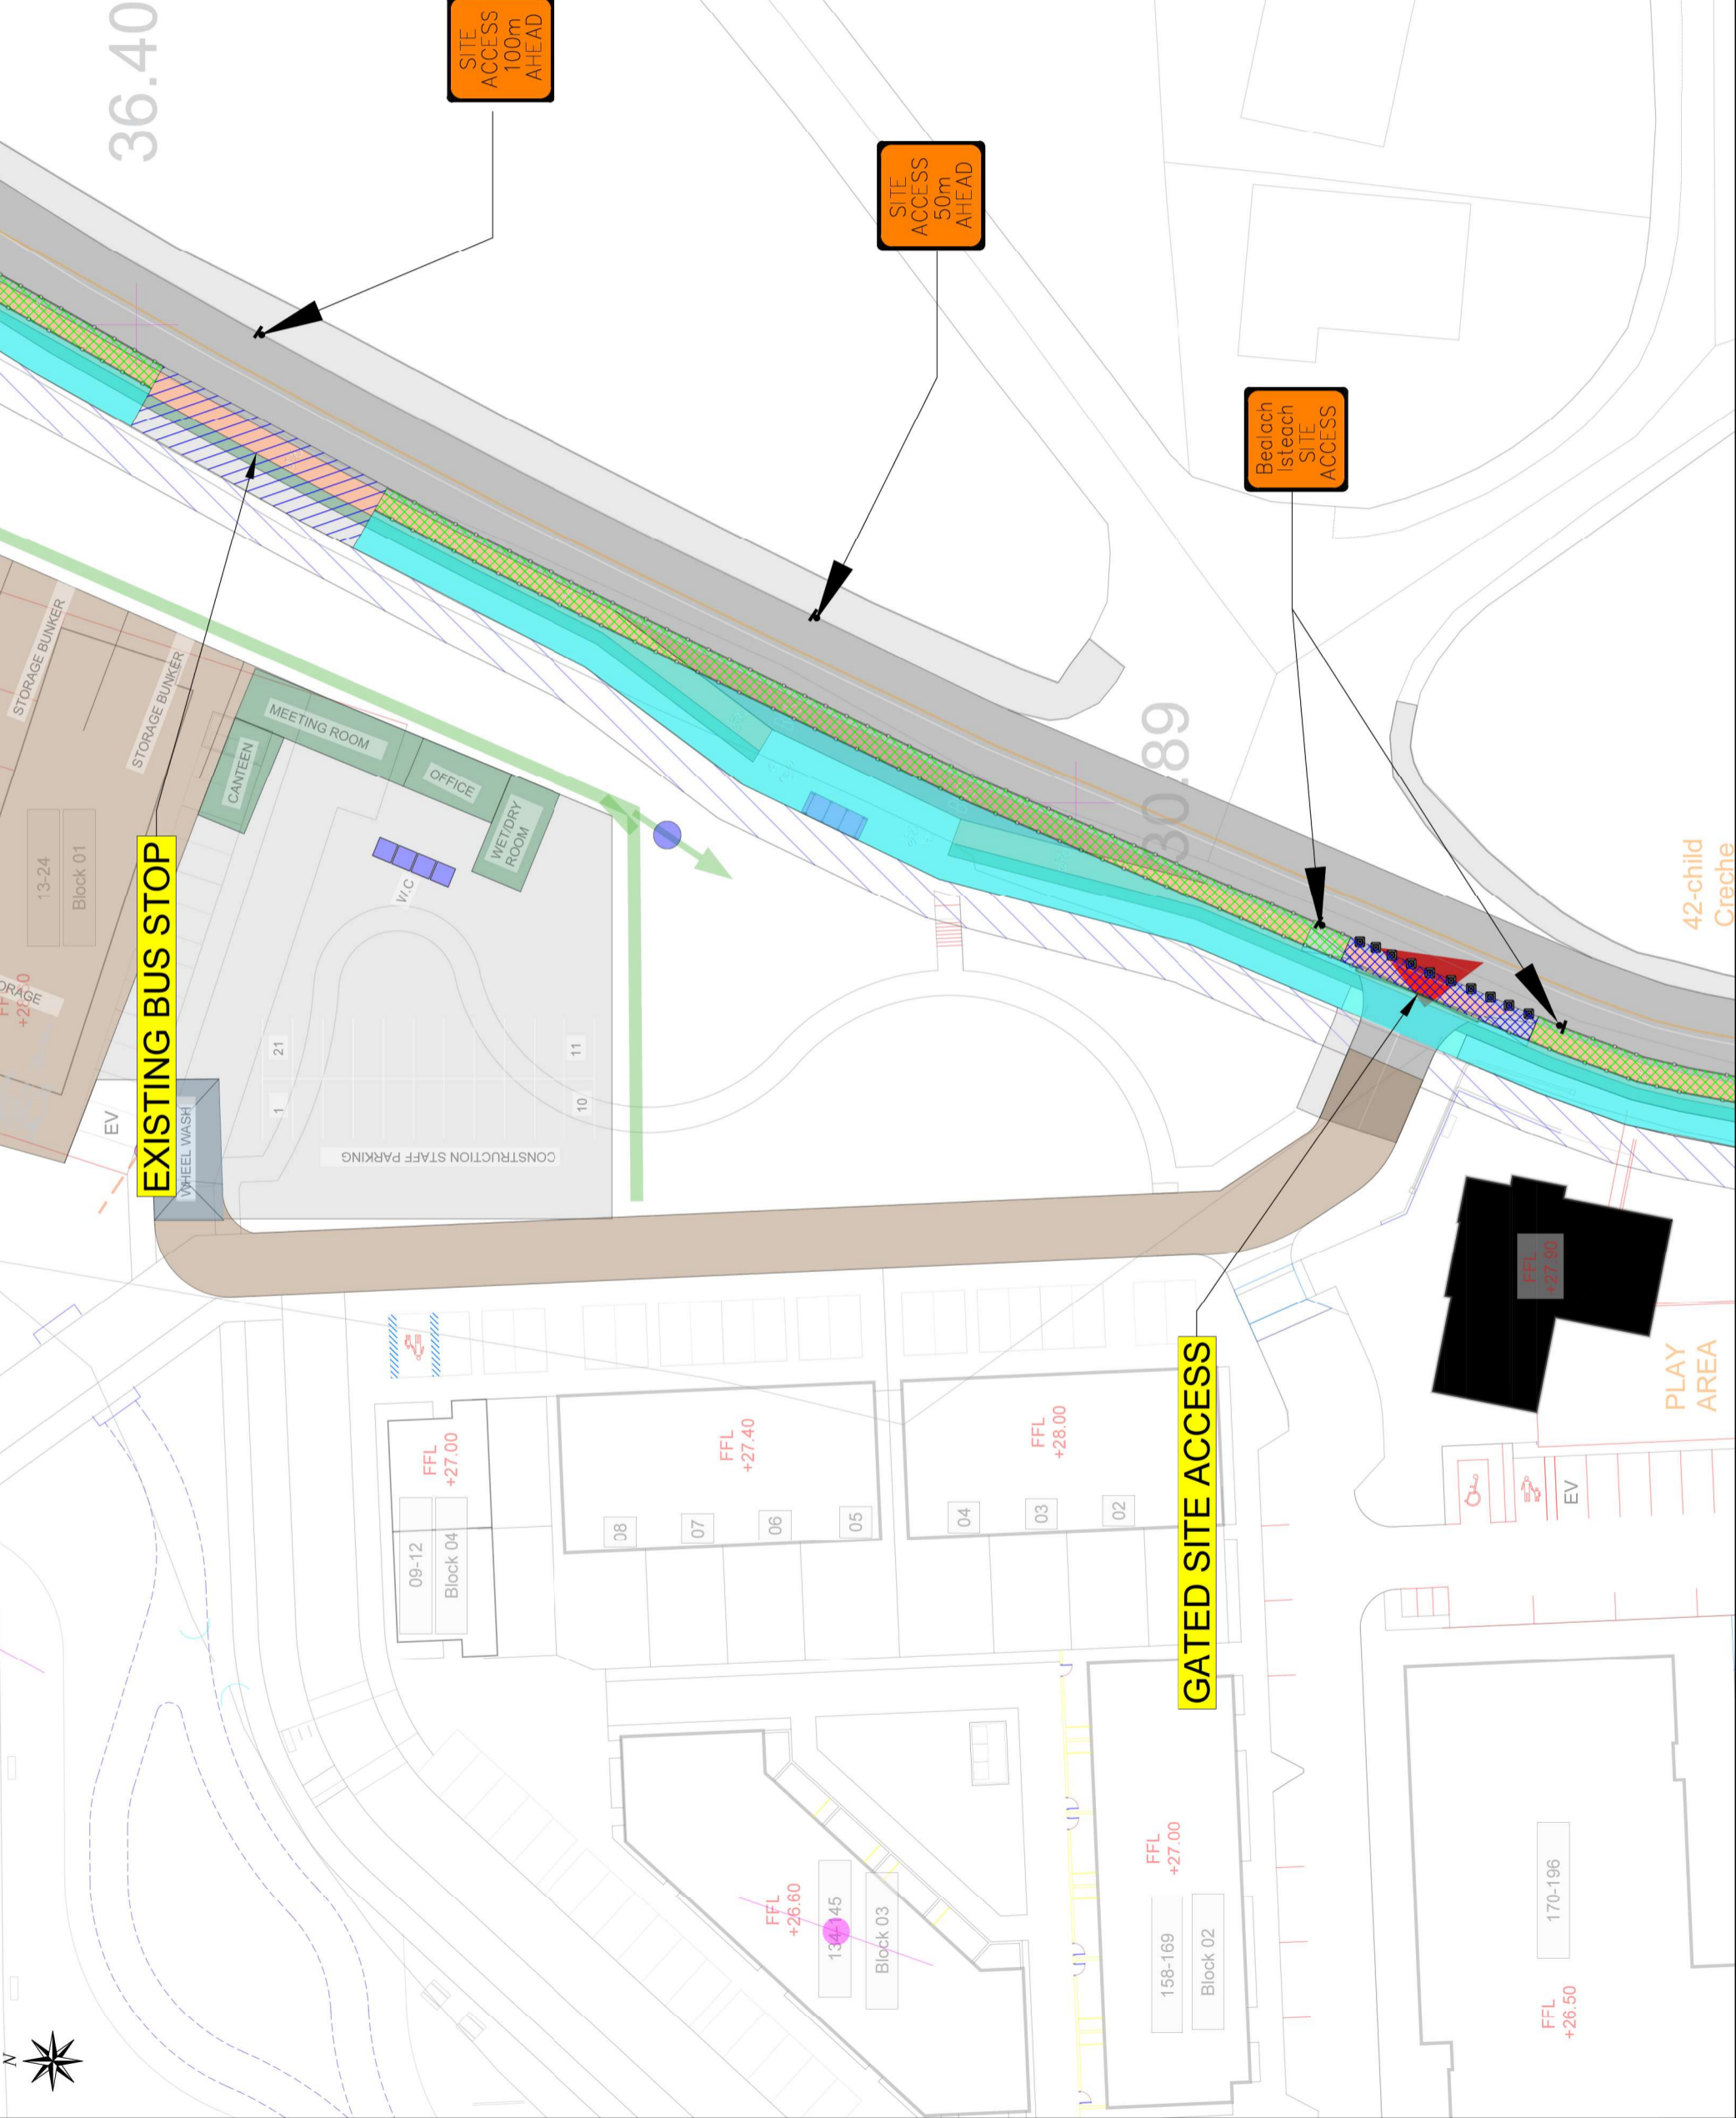 36.40
SITE
ACCESS
100m
AHEAD
SITE
ACCESS
50m
AHEAD
Bealach
Isteach
SITE
ACCESS
STORAGE BUNKER
STORAGE BUNKER
MEETING ROOM
CANTEEN
OFFICE
WET/DRY
ROOM
W.C
13-24
Block 01
EXISTING BUS STOP
30.89
42-child
Creche
EV
WHEEL WASH
21
11
1
10
CONSTRUCTION STAFF PARKING
FFL
+27.90
PLAY
AREA
GATED SITE ACCESS
FFL
+27.00
09-12
Block 04
FFL
+27.40
08
07
06
05
FFL
+28.00
04
03
02
EV
FFL
+26.60
134-145
Block 03
FFL
+27.00
158-169
Block 02
170-196
FFL
+26.50
N